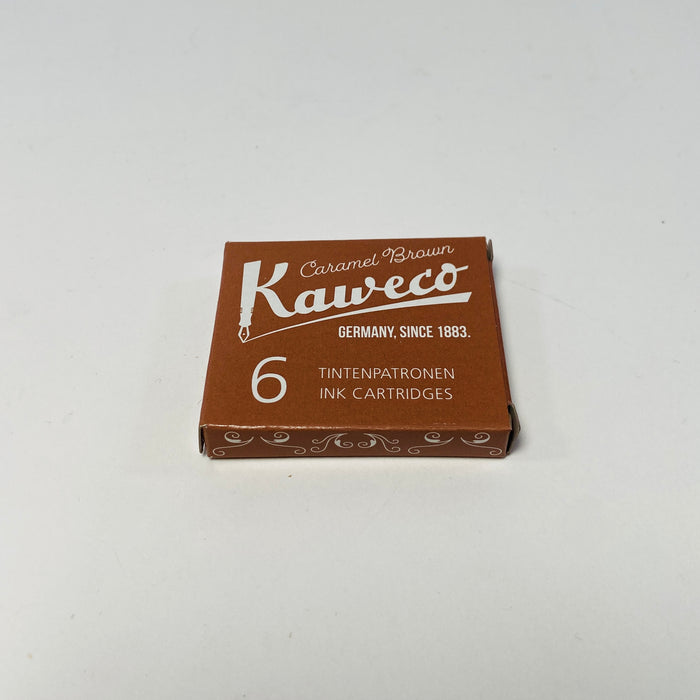 Caramel Brown
Kaweco
GERMANY, SINCE 1883.
6 TINTENPATRONEN
INK CARTRIDGES